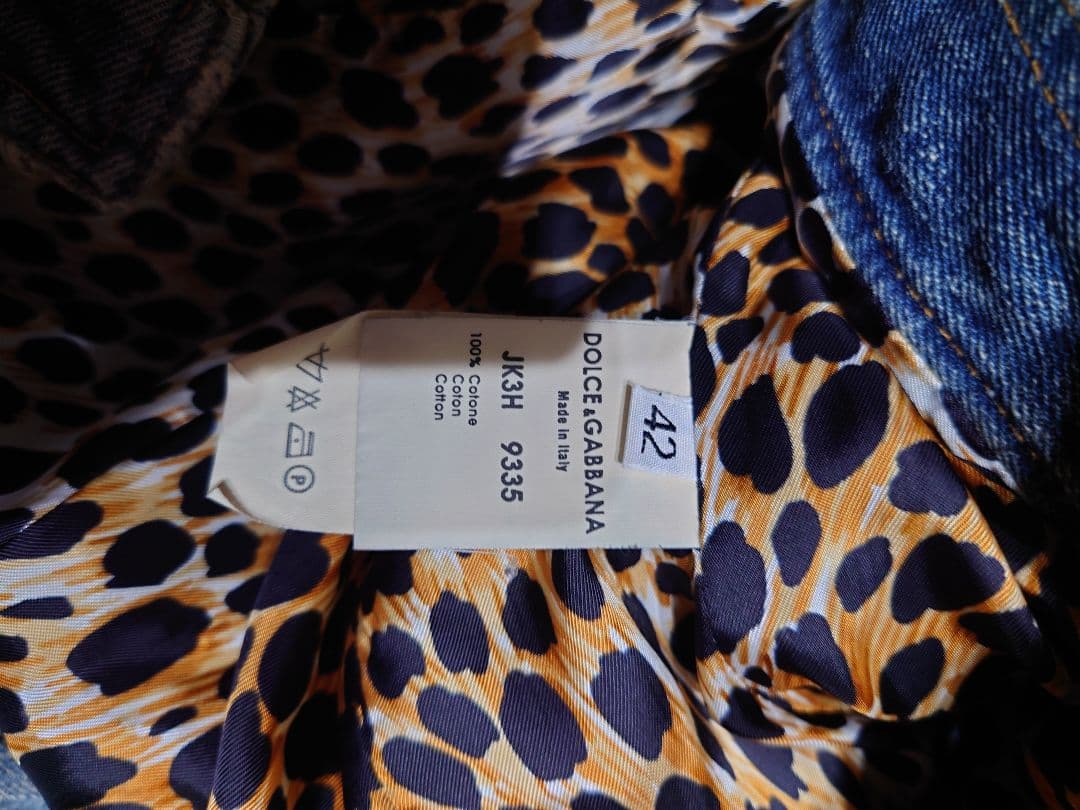 42
DOLCE & GABBANA
Made in Italy
JK3H 9335
100% Cotone
Coton
Cotton
P